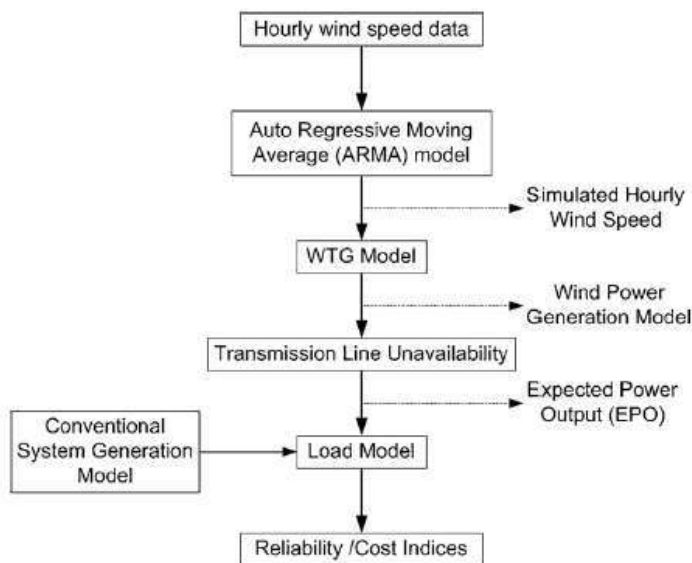 Hourly wind speed data
Auto Regressive Moving
Average (ARMA) model
Simulated Hourly
Wind Speed
WTG Model
Wind Power
Generation Model
Transmission Line Unavailability
Expected Power
Output (EPO)
Conventional
System Generation
Model
Load Model
Reliability /Cost Indices